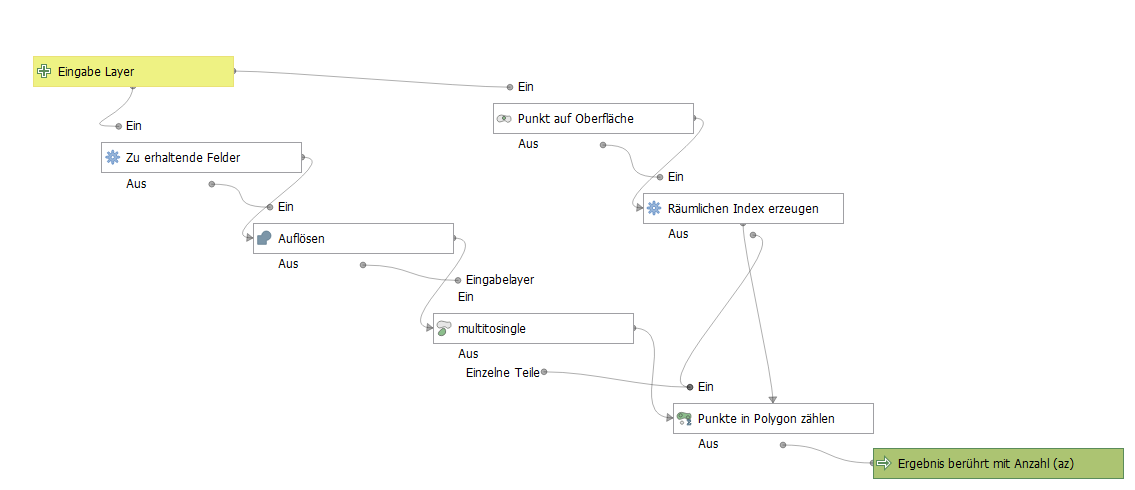 Eingabe Layer
Ein
Ein
Punkt auf Oberfläche
Aus
Zu erhaltende Felder
Aus
Ein
Räumlichen Index erzeugen
Aus
Ein
Auflösen
Aus
Eingabelayer
Ein
multitosingle
Aus
Einzelne Teile
Ein
Punkte in Polygon zählen
Aus
Ergebnis berührt mit Anzahl (az)